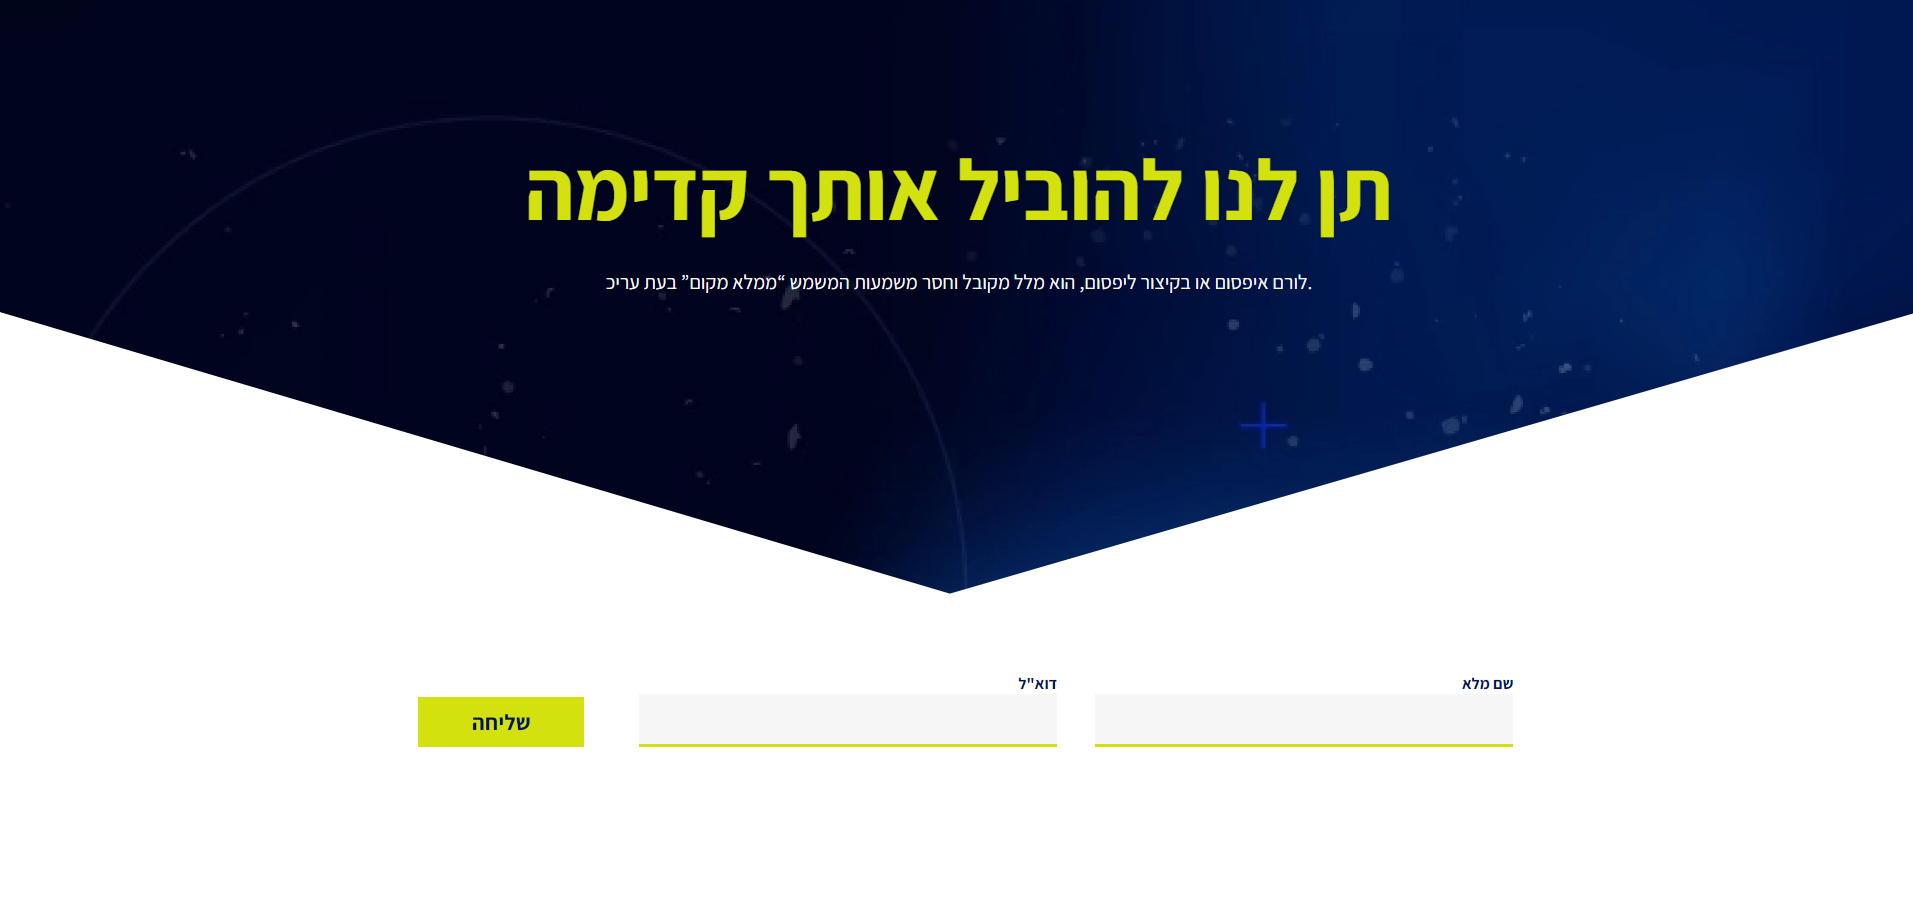 תן לנו להוביל אותך קדימה
.לורם איפסום או בקיצור ליפסום, הוא מלל מקובל וחסר משמעות המשמש “ממלא מקום” בעת עריכ
שם מלא
דוא"ל
שליחה